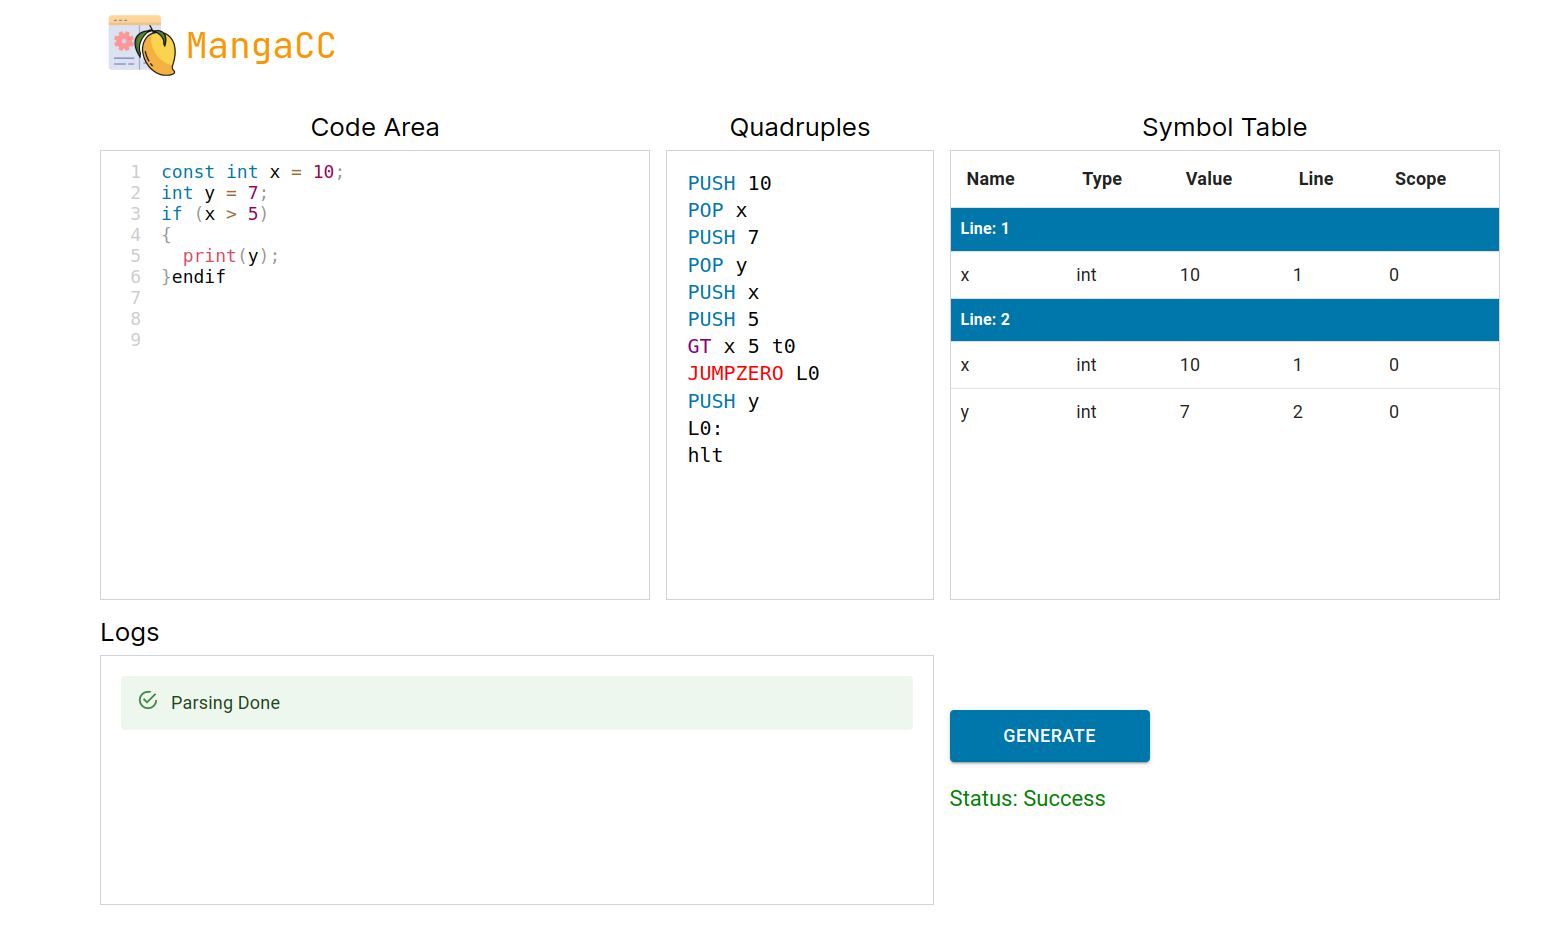 MangaCC
Code Area
1 const int x = 10;
2 int y = 7;
3 if (x > 5)
4 {
5   print(y);
6 }endif
7
8
9
Quadruples
PUSH 10
POP x
PUSH 7
POP y
PUSH x
PUSH 5
GT x 5 t0
JUMPZERO L0
PUSH y
L0:
hlt
Symbol Table
Name Type Value Line Scope
Line: 1
x int 10 1 0
Line: 2
x int 10 1 0
y int 7 2 0
Logs
Parsing Done
GENERATE
Status: Success